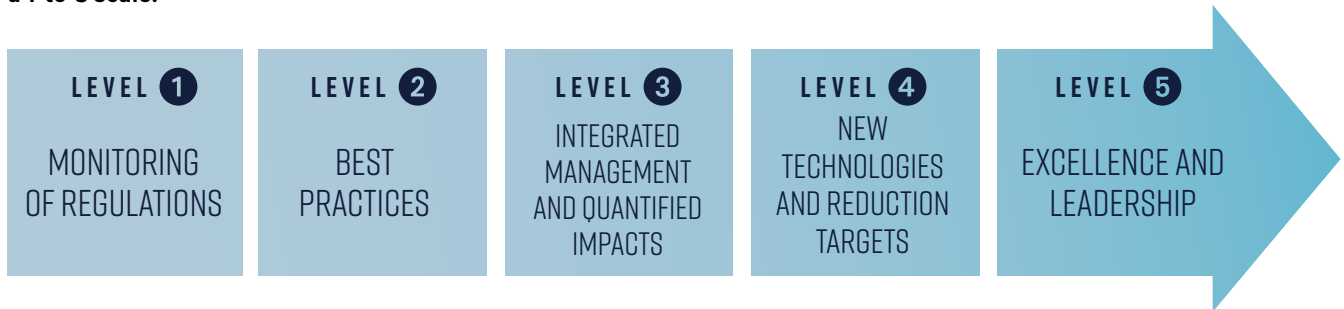 LEVEL 1
MONITORING
OF REGULATIONS
LEVEL 2
BEST
PRACTICES
LEVEL 3
INTEGRATED
MANAGEMENT
AND QUANTIFIED
IMPACTS
LEVEL 4
NEW
TECHNOLOGIES
AND REDUCTION
TARGETS
LEVEL 5
EXCELLENCE AND
LEADERSHIP